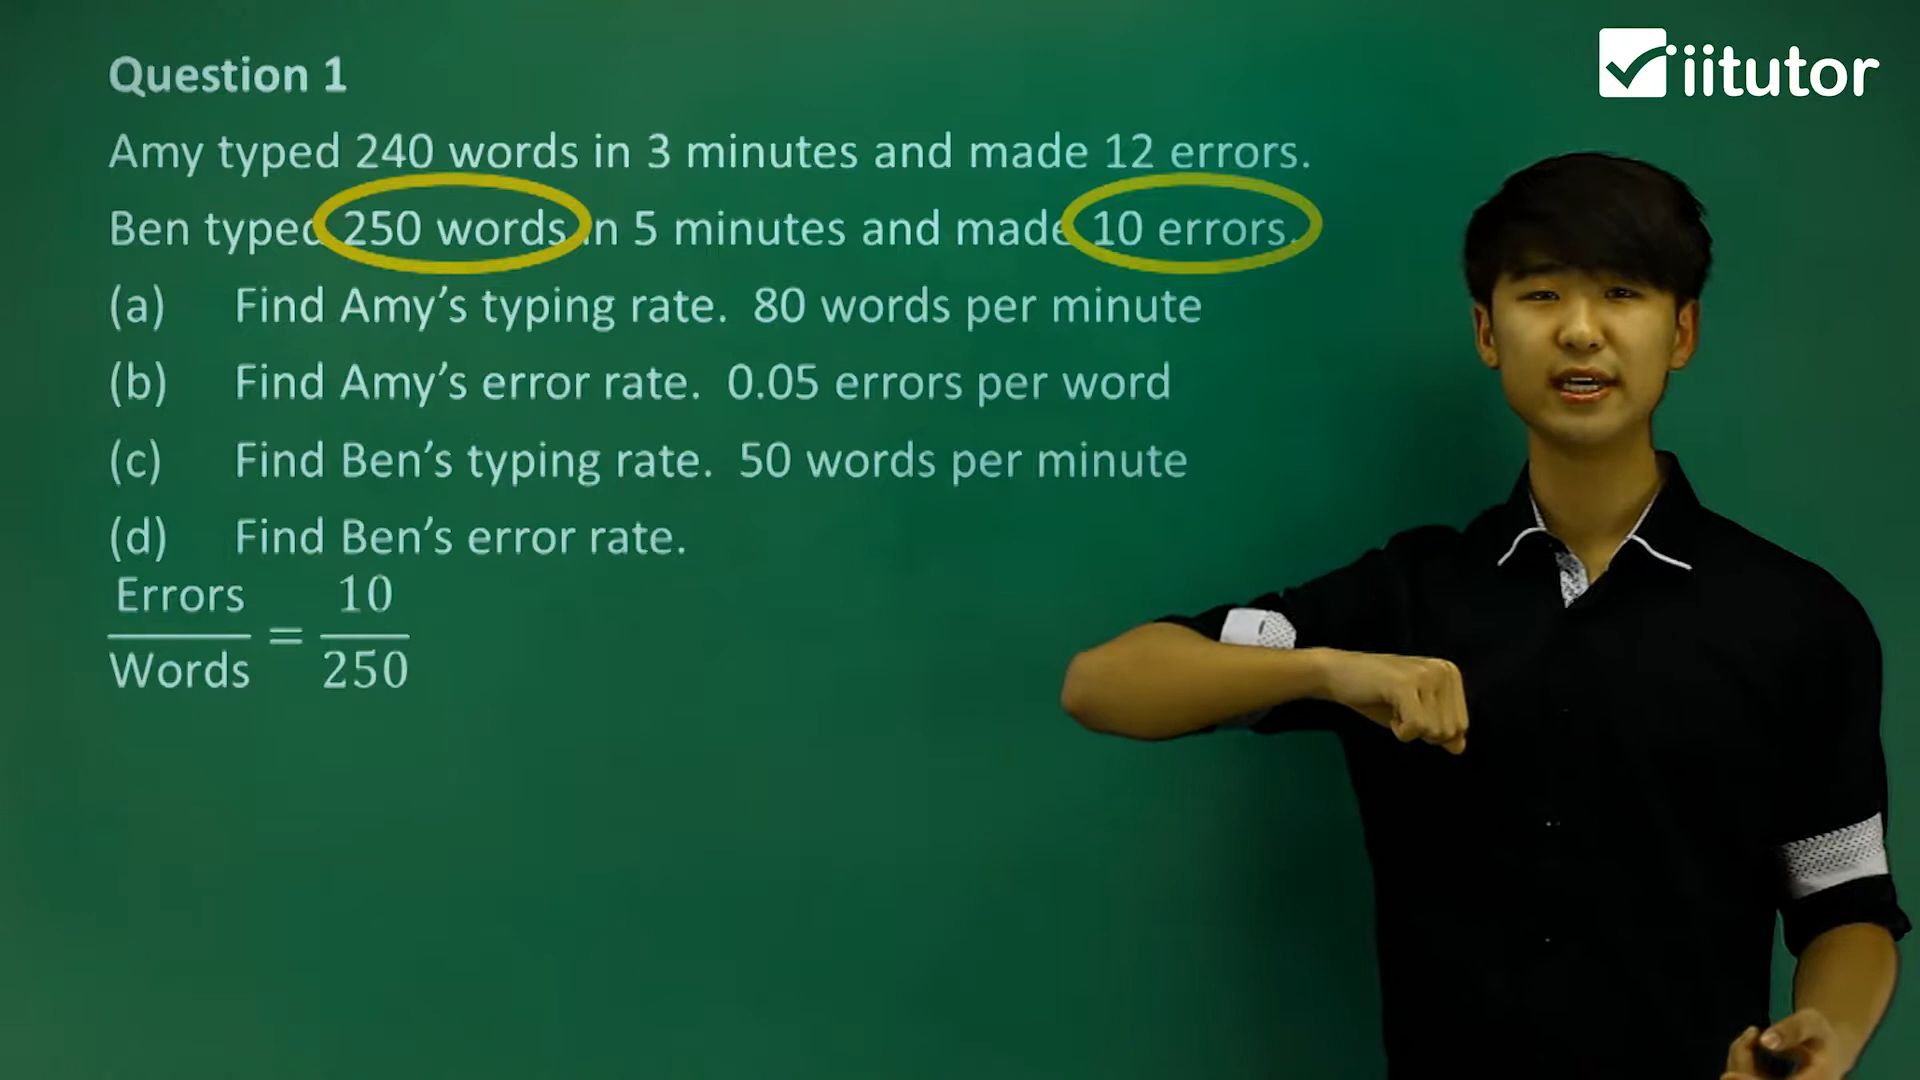 iitutor
Question 1
Amy typed 240 words in 3 minutes and made 12 errors.
Ben typed 250 words in 5 minutes and made 10 errors.
(a) Find Amy’s typing rate. 80 words per minute
(b) Find Amy’s error rate. 0.05 errors per word
(c) Find Ben’s typing rate. 50 words per minute
(d) Find Ben’s error rate.
Errors/Words = 10/250